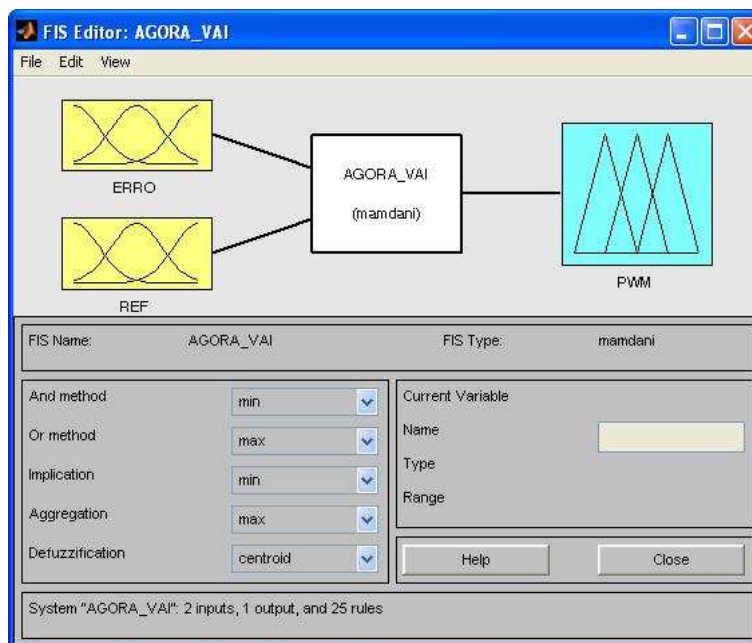 FIS Editor: AGORA_VAI
File Edit View
ERRO
REF
AGORA_VAI
(mamdani)
PWM
FIS Name: AGORA_VAI FIS Type: mamdani
And method min
Or method max
Implication min
Aggregation max
Defuzzification centroid
Current Variable
Name
Type
Range
Help Close
System "AGORA_VAI": 2 inputs, 1 output, and 25 rules